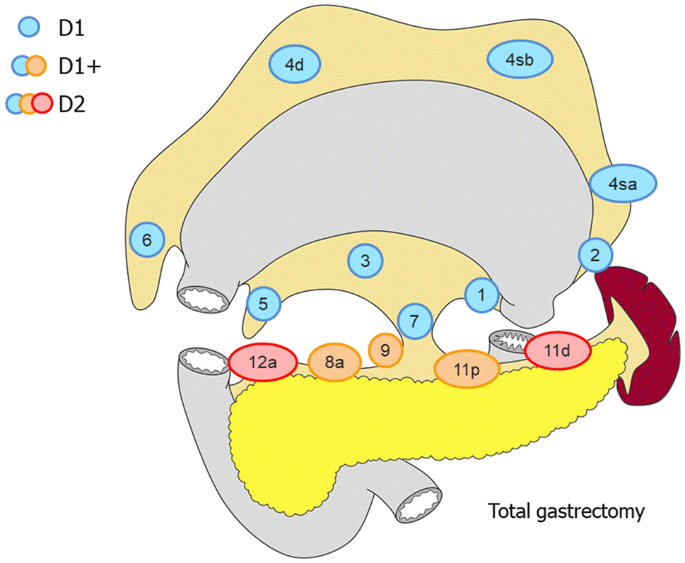 D1
D1+
D2
4d
4sb
4sa
6
3
2
5
1
7
9
12a
8a
11p
11d
Total gastrectomy